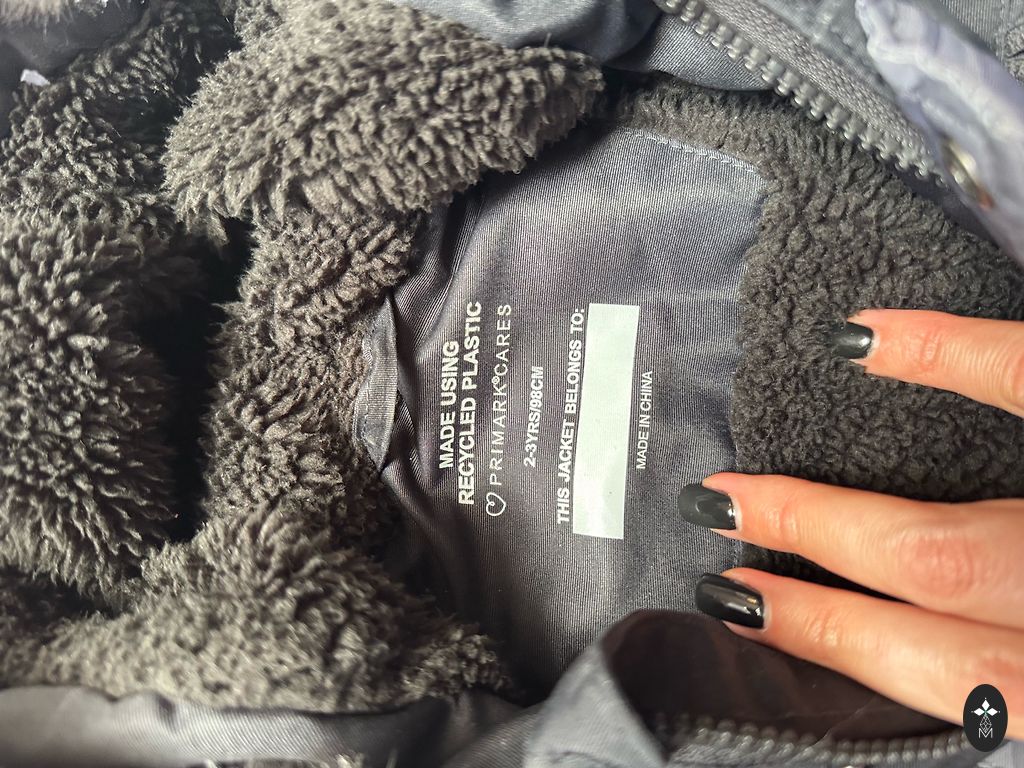 MADE USING
RECYCLED PLASTIC
PRIMARK CARES
2-3YRS/98CM
THIS JACKET BELONGS TO:
MADE IN CHINA
M